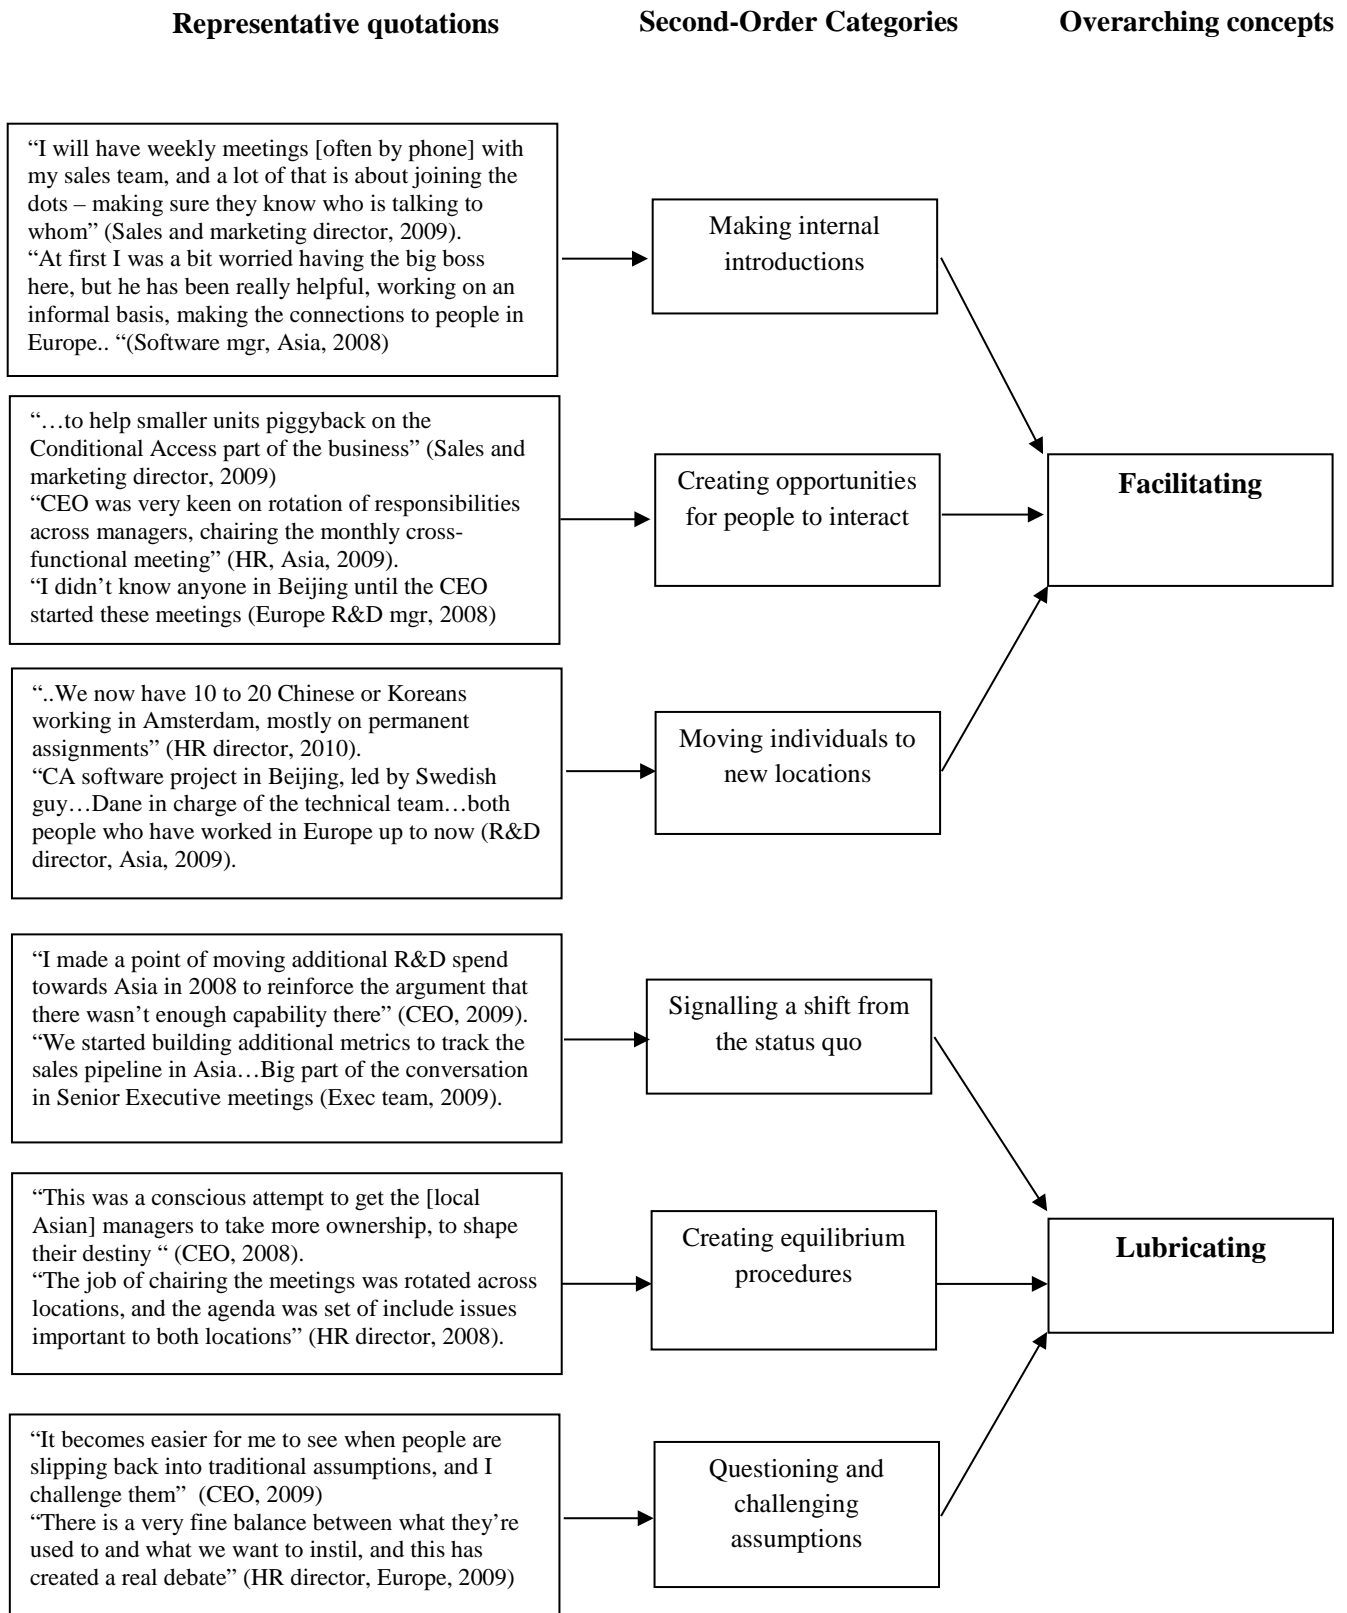 Representative quotations
Second-Order Categories
Overarching concepts
“I will have weekly meetings [often by phone] with
my sales team, and a lot of that is about joining the
dots – making sure they know who is talking to
whom” (Sales and marketing director, 2009).
“At first I was a bit worried having the big boss
here, but he has been really helpful, working on an
informal basis, making the connections to people in
Europe.. “(Software mgr, Asia, 2008)
Making internal
introductions
“…to help smaller units piggyback on the
Conditional Access part of the business” (Sales and
marketing director, 2009)
“CEO was very keen on rotation of responsibilities
across managers, chairing the monthly cross-
functional meeting” (HR, Asia, 2009).
“I didn’t know anyone in Beijing until the CEO
started these meetings (Europe R&D mgr, 2008)
Creating opportunities
for people to interact
Facilitating
“..We now have 10 to 20 Chinese or Koreans
working in Amsterdam, mostly on permanent
assignments” (HR director, 2010).
“CA software project in Beijing, led by Swedish
guy…Dane in charge of the technical team…both
people who have worked in Europe up to now (R&D
director, Asia, 2009).
Moving individuals to
new locations
“I made a point of moving additional R&D spend
towards Asia in 2008 to reinforce the argument that
there wasn’t enough capability there” (CEO, 2009).
“We started building additional metrics to track the
sales pipeline in Asia…Big part of the conversation
in Senior Executive meetings (Exec team, 2009).
Signalling a shift from
the status quo
“This was a conscious attempt to get the [local
Asian] managers to take more ownership, to shape
their destiny “ (CEO, 2008).
“The job of chairing the meetings was rotated across
locations, and the agenda was set of include issues
important to both locations” (HR director, 2008).
Creating equilibrium
procedures
Lubricating
“It becomes easier for me to see when people are
slipping back into traditional assumptions, and I
challenge them”  (CEO, 2009)
“There is a very fine balance between what they’re
used to and what we want to instil, and this has
created a real debate” (HR director, Europe, 2009)
Questioning and
challenging
assumptions